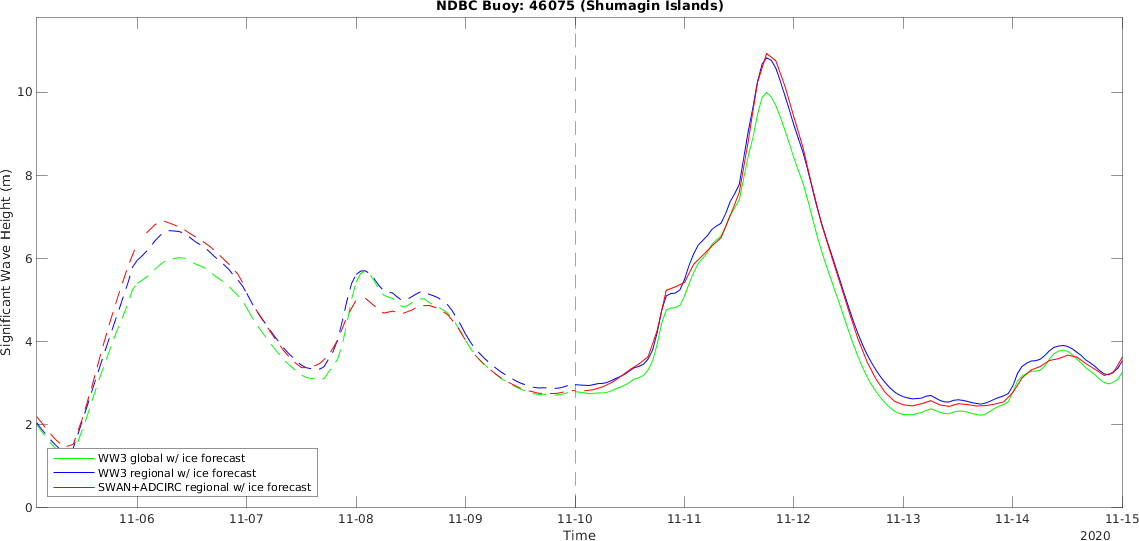 NDBC Buoy: 46075 (Shumagin Islands)
Significant Wave Height (m)
10
8
6
4
2
0
WW3 global w/ ice forecast
WW3 regional w/ ice forecast
SWAN+ADCIRC regional w/ ice forecast
11-06 11-07 11-08 11-09 11-10 11-11 11-12 11-13 11-14 11-15
Time
2020